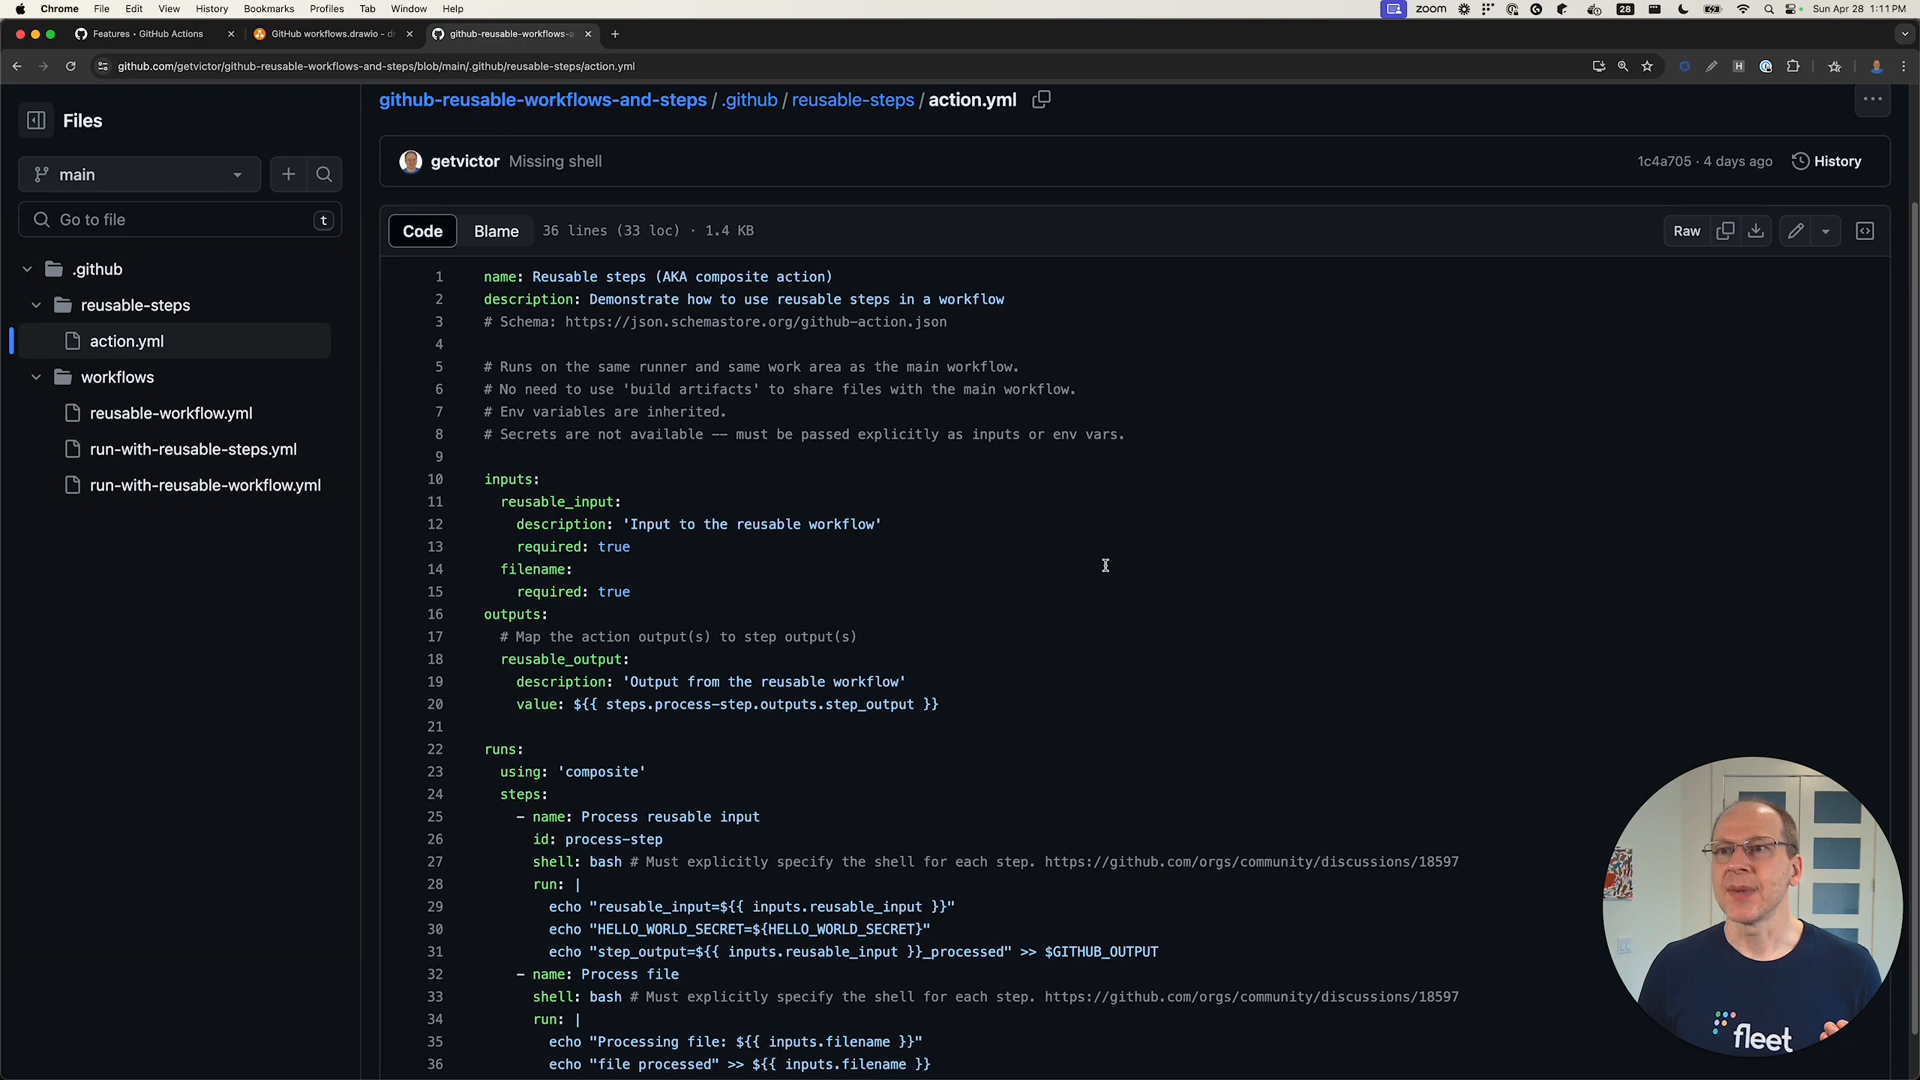 Chrome File Edit View History Bookmarks Profiles Tab Window Help
zoom 28 Sun Apr 28 1:11 PM
Features • GitHub Actions
GitHub workflows.drawio - d
github-reusable-workflows-a
github.com/getvictor/github-reusable-workflows-and-steps/blob/main/.github/reusable-steps/action.yml
Files
main
Go to file t
.github
reusable-steps
action.yml
workflows
reusable-workflow.yml
run-with-reusable-steps.yml
run-with-reusable-workflow.yml
github-reusable-workflows-and-steps / .github / reusable-steps / action.yml
getvictor Missing shell 1c4a705 · 4 days ago History
Code Blame 36 lines (33 loc) · 1.4 KB Raw
1 name: Reusable steps (AKA composite action)
2 description: Demonstrate how to use reusable steps in a workflow
3 # Schema: https://json.schemastore.org/github-action.json
4
5 # Runs on the same runner and same work area as the main workflow.
6 # No need to use 'build artifacts' to share files with the main workflow.
7 # Env variables are inherited.
8 # Secrets are not available -- must be passed explicitly as inputs or env vars.
9
10 inputs:
11 reusable_input:
12 description: 'Input to the reusable workflow'
13 required: true
14 filename:
15 required: true
16 outputs:
17 # Map the action output(s) to step output(s)
18 reusable_output:
19 description: 'Output from the reusable workflow'
20 value: ${{ steps.process-step.outputs.step_output }}
21
22 runs:
23 using: 'composite'
24 steps:
25 - name: Process reusable input
26 id: process-step
27 shell: bash # Must explicitly specify the shell for each step. https://github.com/orgs/community/discussions/18597
28 run: |
29 echo "reusable_input=${{ inputs.reusable_input }}"
30 echo "HELLO_WORLD_SECRET=${HELLO_WORLD_SECRET}"
31 echo "step_output=${{ inputs.reusable_input }}_processed" >> $GITHUB_OUTPUT
32 - name: Process file
33 shell: bash # Must explicitly specify the shell for each step. https://github.com/orgs/community/discussions/18597
34 run: |
35 echo "Processing file: ${{ inputs.filename }}"
36 echo "file processed" >> ${{ inputs.filename }}
fleet